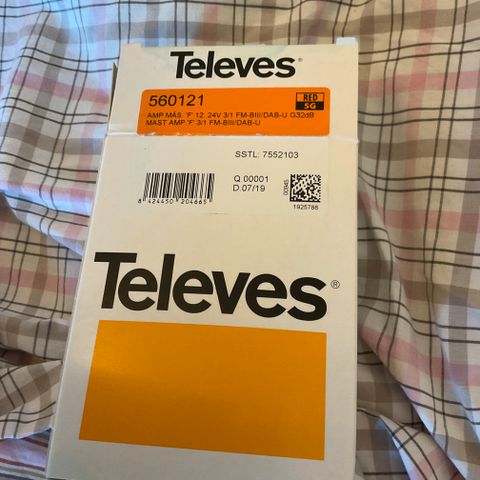 Televes®
560121
RED
5G
AMP.MÁS. 'F' 12..24V 3/1 FM-BIII/DAB-U G32dB
MAST AMP 'F' 3/1 FM-BIII/DAB-U
SSTL: 7552103
Q.00001
D.07/19
00945
8 424450 204665
1925788
Televes®